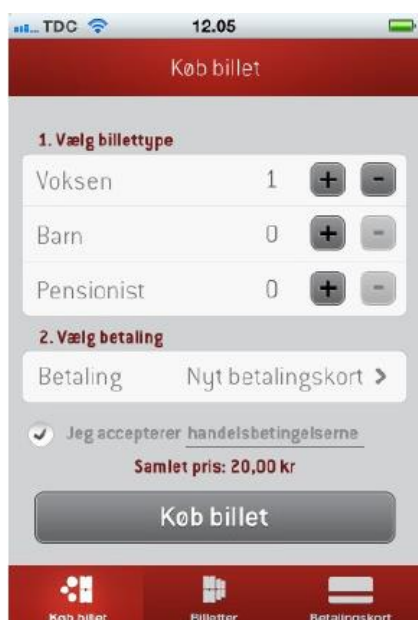 TDC 12.05
Køb billet
1. Vælg billettype
Voksen 1 + -
Barn 0 + -
Pensionist 0 + -
2. Vælg betaling
Betaling Nyt betalingskort >
Jeg accepterer handelsbetingelserne
Samlet pris: 20,00 kr
Køb billet
Køb billet Billetter Betalingskort